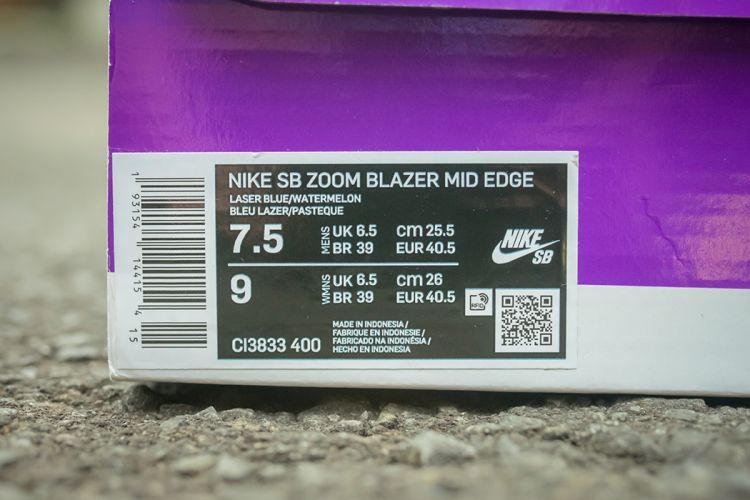 NIKE SB ZOOM BLAZER MID EDGE
LASER BLUE/WATERMELON
BLEU LAZER/PASTEQUE
7.5 MENS UK 6.5 cm 25.5
BR 39 EUR 40.5
9 WMNS UK 6.5 cm 26
BR 39 EUR 40.5
NIKE
SB
RFID
CI3833 400
MADE IN INDONESIA /
FABRIQUE EN INDONESIE /
FABRICADO NA INDONÉSIA /
HECHO EN INDONESIA
1 93154 14415 4 15